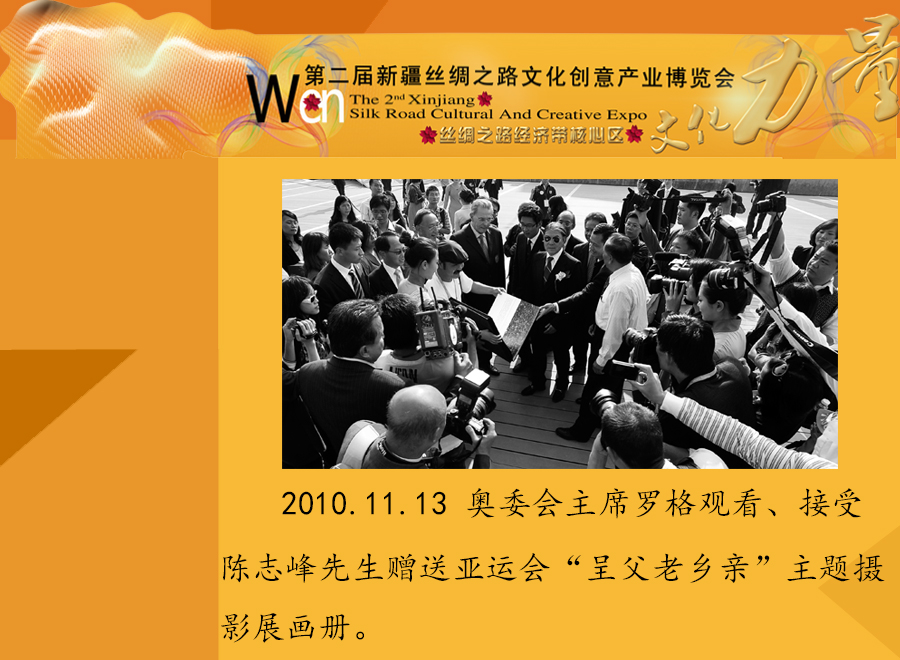 Wcn
第二届新疆丝绸之路文化创意产业博览会
The 2nd Xinjiang
Silk Road Cultural And Creative Expo
丝绸之路经济带核心区
文化力量
2010.11.13 奥委会主席罗格观看、接受
陈志峰先生赠送亚运会“呈父老乡亲”主题摄
影展画册。